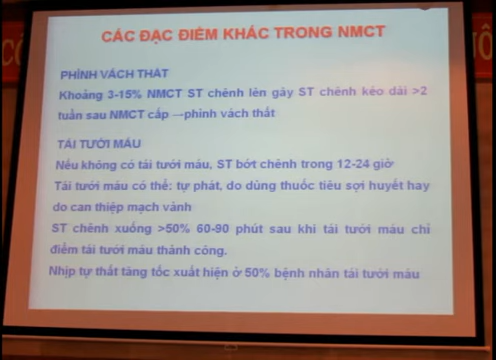 CÁC ĐẶC ĐIỂM KHÁC TRONG NMCT
PHÌNH VÁCH THẤT
Khoảng 3-15% NMCT ST chênh lên gây ST chênh kéo dài >2
tuần sau NMCT cấp →phình vách thất
TÁI TƯỚI MÁU
Nếu không có tái tưới máu, ST bớt chênh trong 12-24 giờ
Tái tưới máu có thể: tự phát, do dùng thuốc tiêu sợi huyết hay
do can thiệp mạch vành
ST chênh xuống >50% 60-90 phút sau khi tái tưới máu chỉ
điểm tái tưới máu thành công.
Nhịp tự thất tăng tốc xuất hiện ở 50% bệnh nhân tái tưới máu